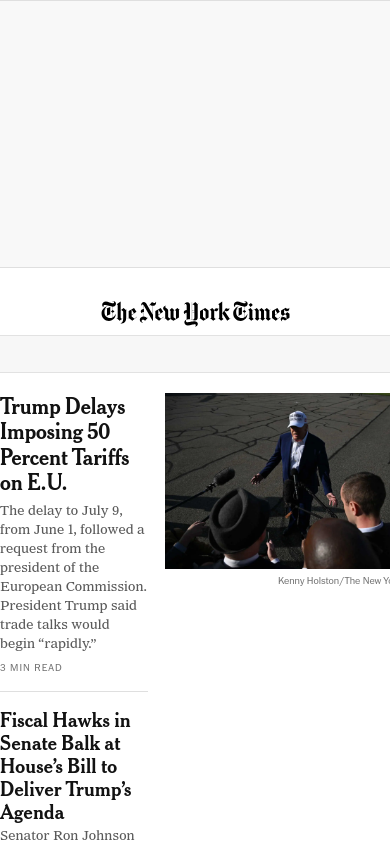 The New York Times
Trump Delays
Imposing 50
Percent Tariffs
on E.U.
The delay to July 9,
from June 1, followed a
request from the
president of the
European Commission.
President Trump said
trade talks would
begin “rapidly.”
3 MIN READ
Kenny Holston/The New Yo
Fiscal Hawks in
Senate Balk at
House’s Bill to
Deliver Trump’s
Agenda
Senator Ron Johnson